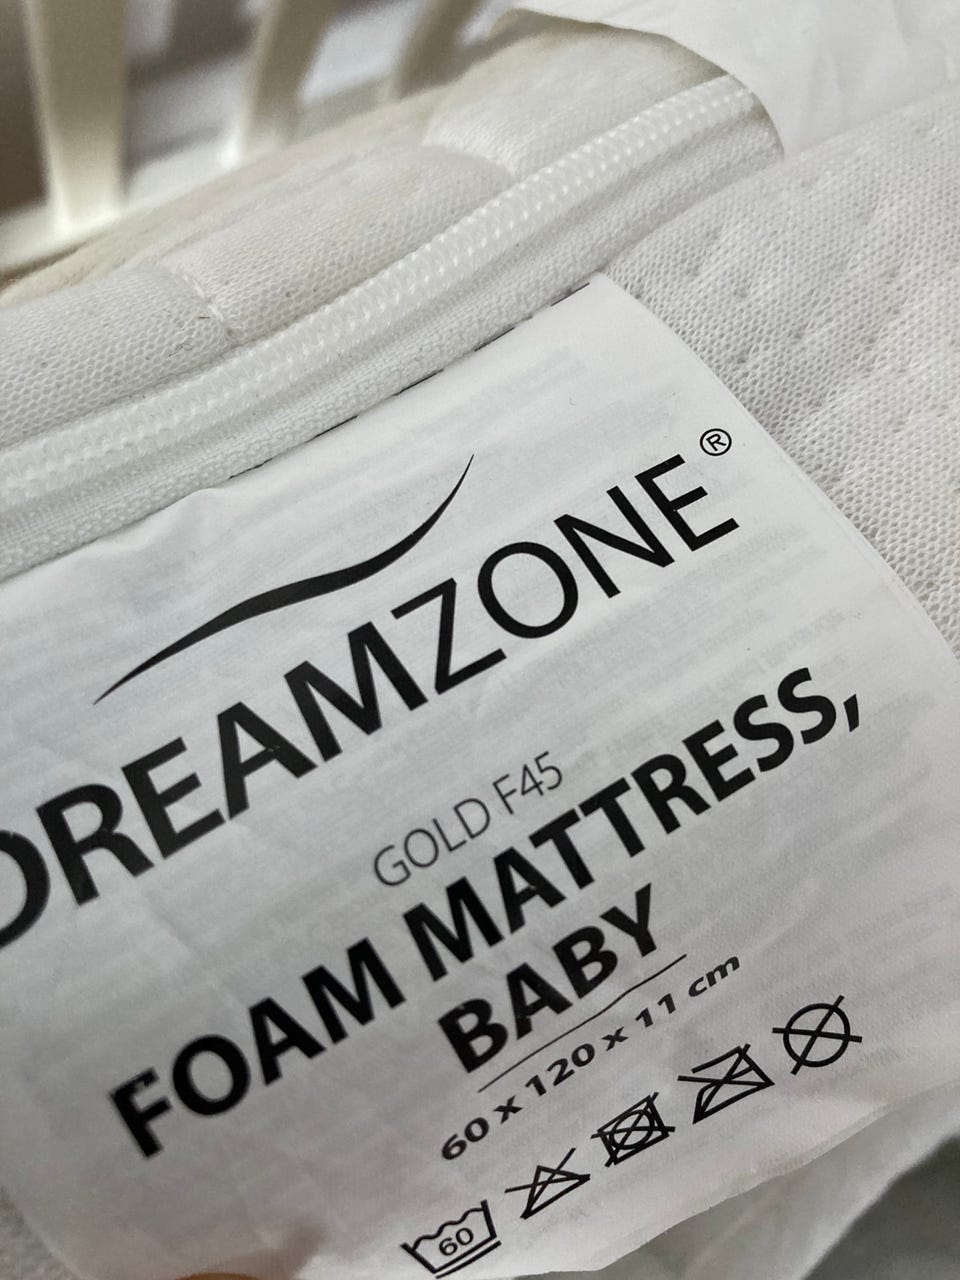 DREAMZONE®
GOLD F45
FOAM MATTRESS,
BABY
60 x 120 x 11 cm
60